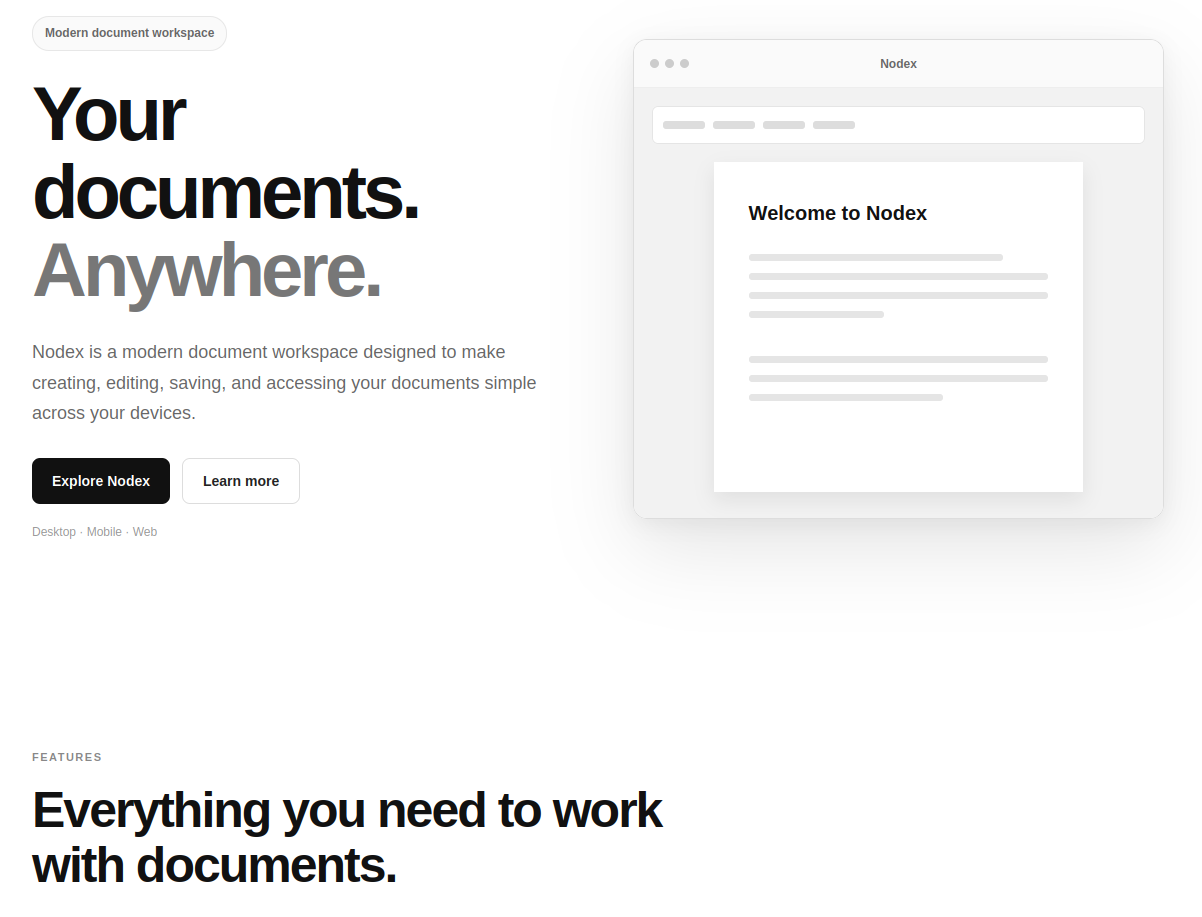 Modern document workspace
Your
documents.
Anywhere.
Nodex is a modern document workspace designed to make
creating, editing, saving, and accessing your documents simple
across your devices.
Explore Nodex
Learn more
Desktop · Mobile · Web
Nodex
Welcome to Nodex
FEATURES
Everything you need to work
with documents.